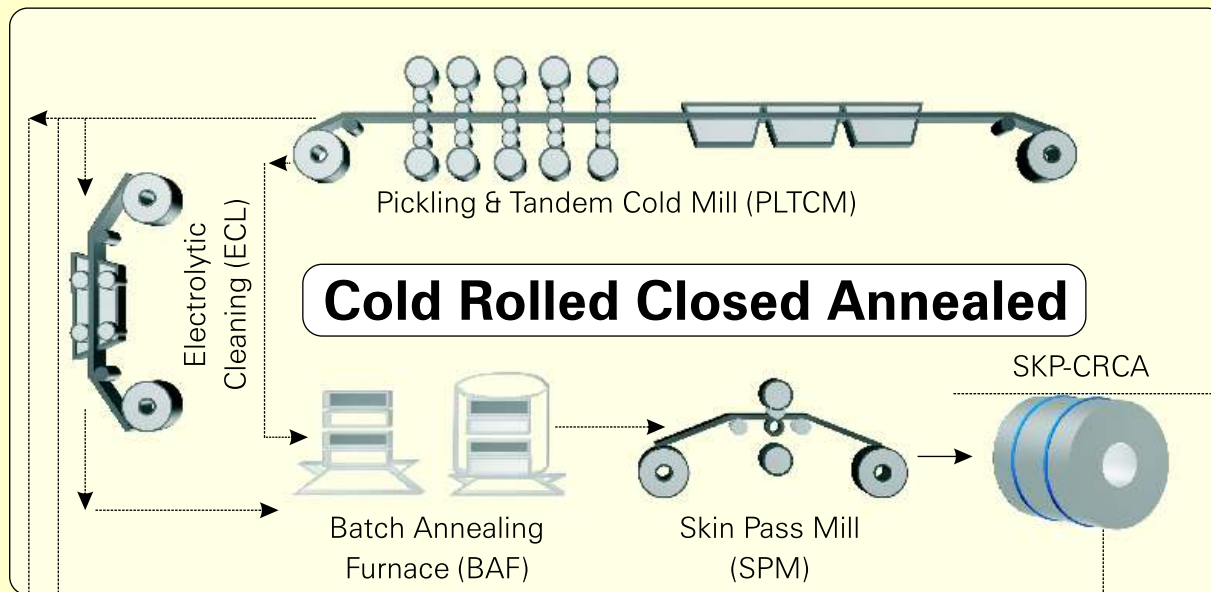 Pickling & Tandem Cold Mill (PLTCM)
Electrolytic
Cleaning (ECL)
Cold Rolled Closed Annealed
SKP-CRCA
Batch Annealing
Furnace (BAF)
Skin Pass Mill
(SPM)